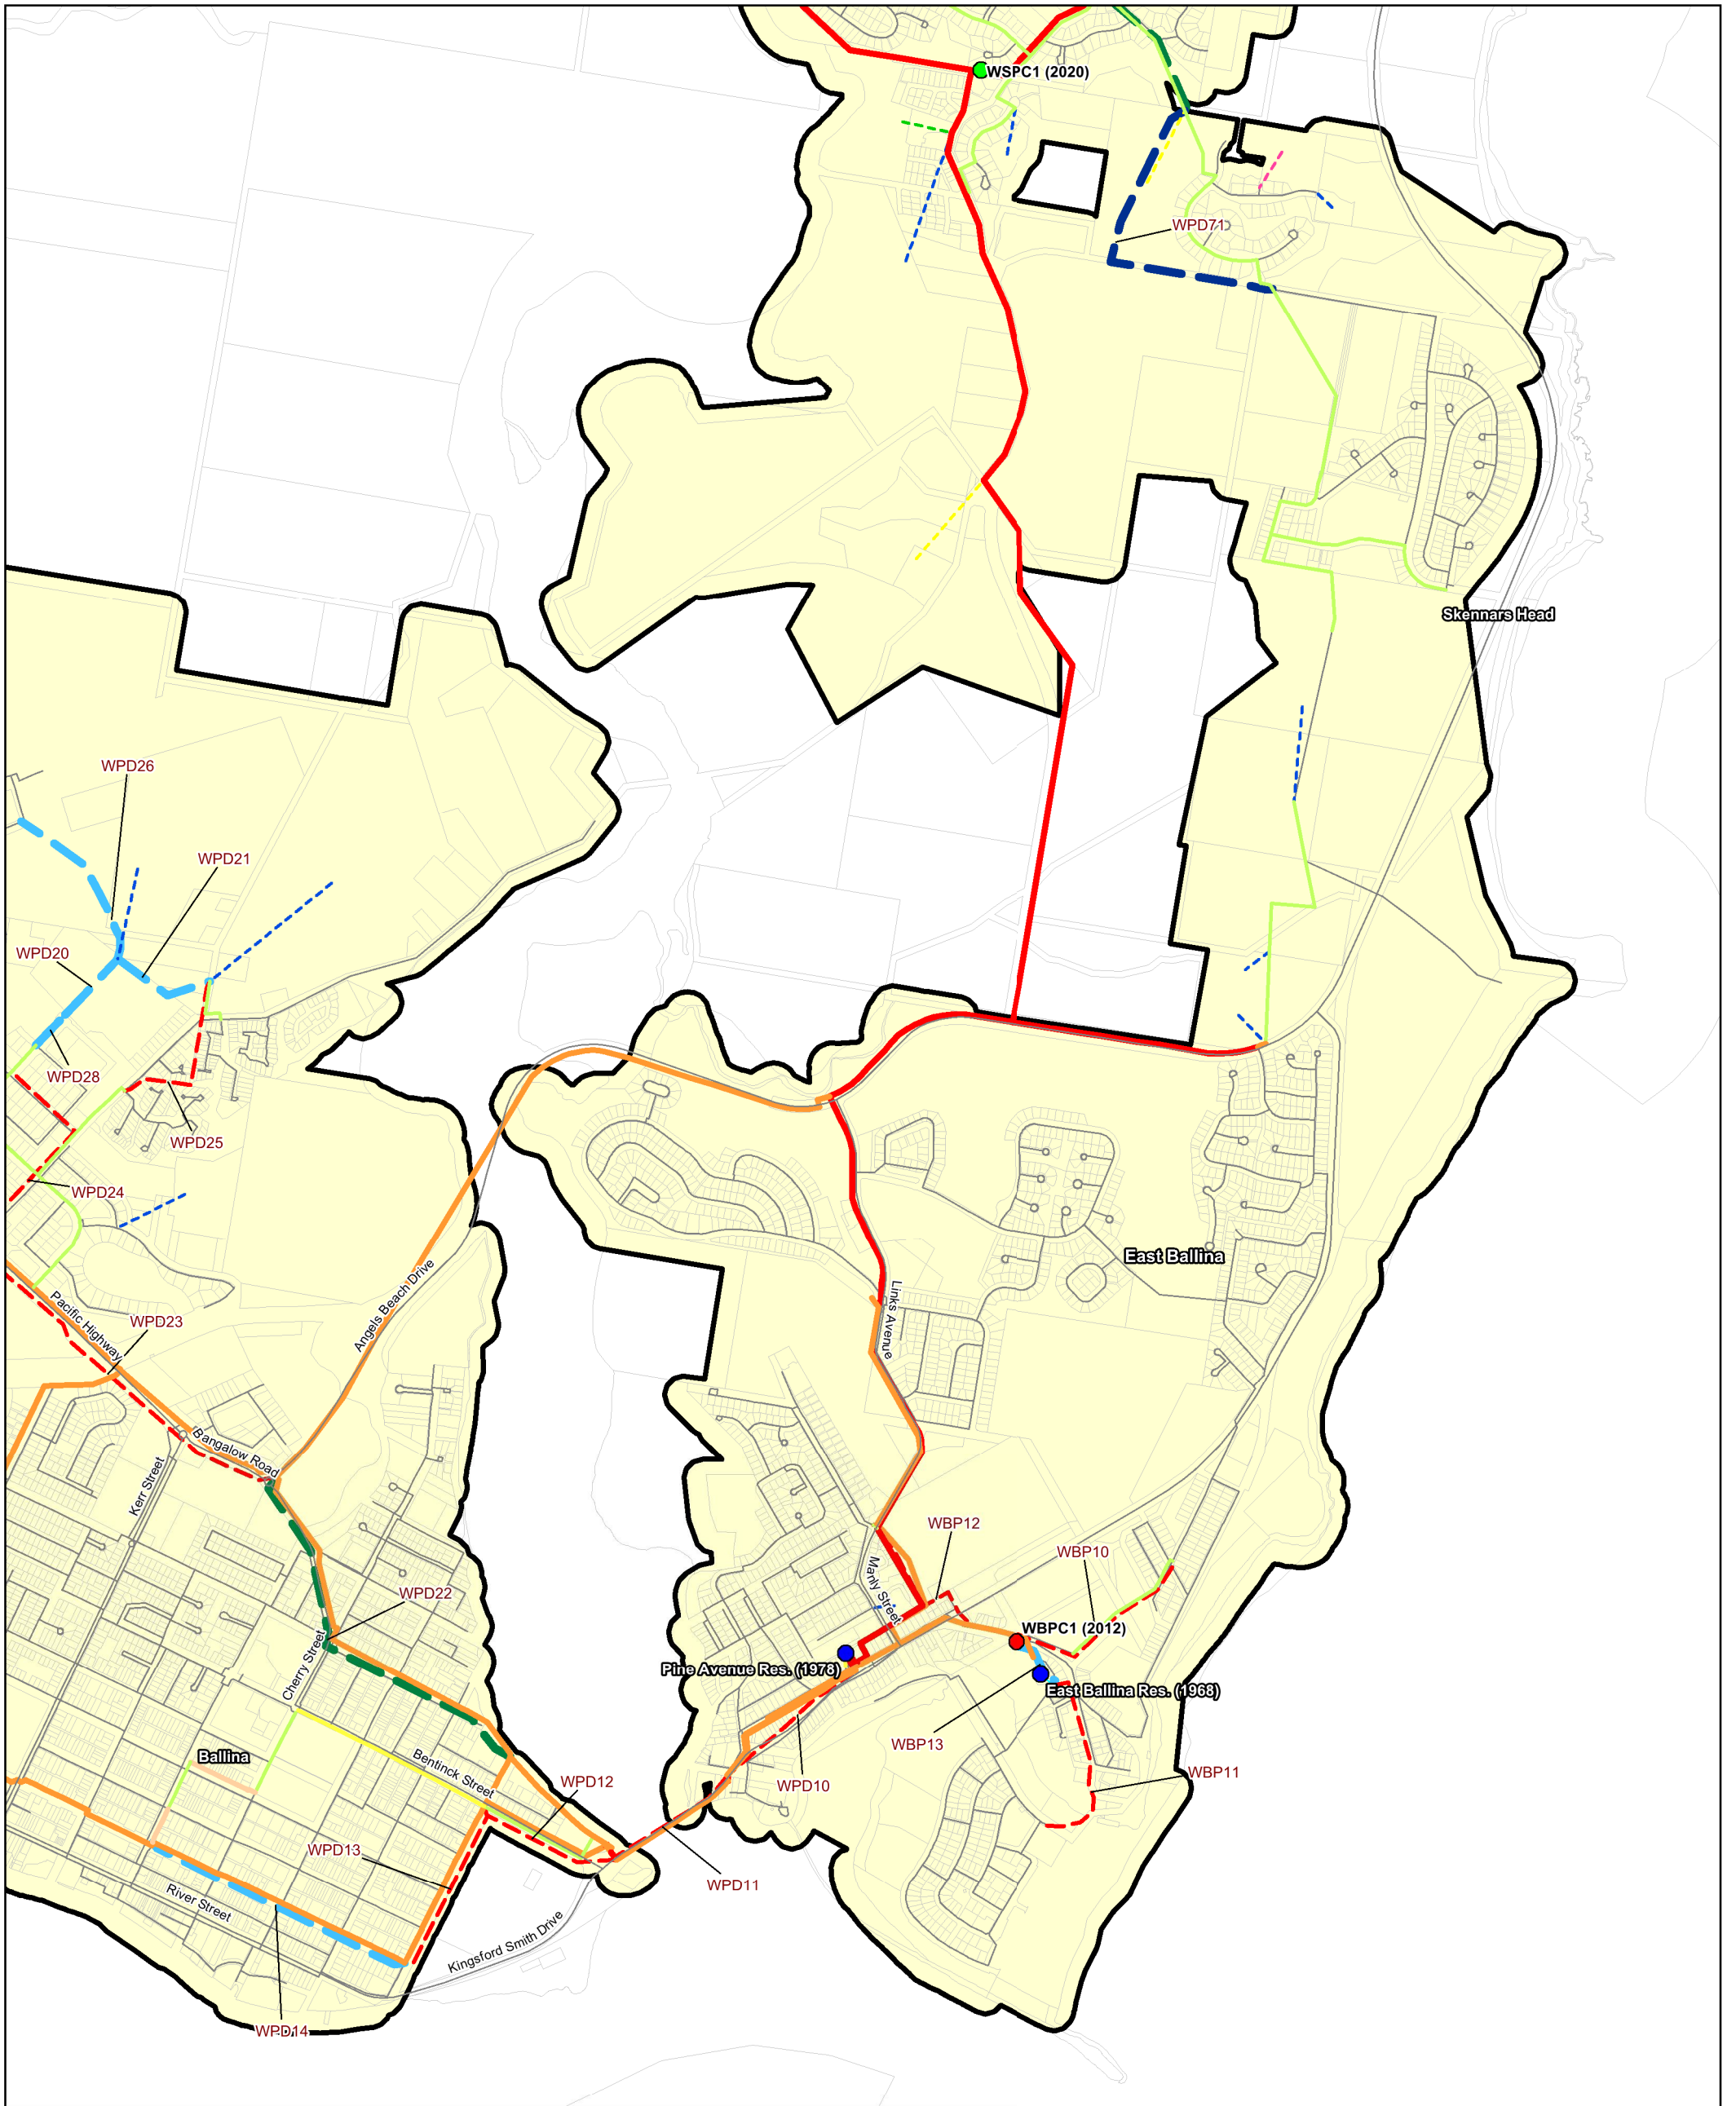 WSPC1 (2020)
WPD71
Skennars Head
WPD26
WPD21
WPD20
WPD28
WPD25
WPD24
East Ballina
Angels Beach Drive
Links Avenue
Pacific Highway
WPD23
Bangalow Road
Kerr Street
WBP12
WBP10
Manly Street
WPD22
WBPC1 (2012)
Cherry Street
Pine Avenue Res. (1978)
East Ballina Res. (1968)
WBP13
Ballina
Bentinck Street
WPD12
WPD10
WBP11
WPD13
WPD11
River Street
Kingsford Smith Drive
WPD14